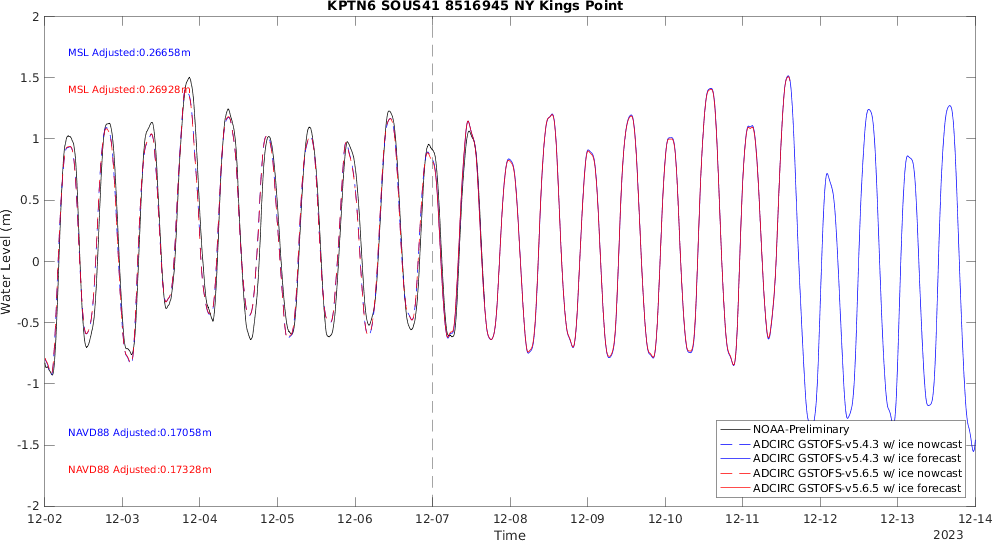 KPTN6 SOUS41 8516945 NY Kings Point
2
1.5
1
0.5
0
-0.5
-1
-1.5
-2
Water Level (m)
MSL Adjusted:0.26658m
MSL Adjusted:0.26928m
NAVD88 Adjusted:0.17058m
NAVD88 Adjusted:0.17328m
NOAA-Preliminary
ADCIRC GSTOFS-v5.4.3 w/ ice nowcast
ADCIRC GSTOFS-v5.4.3 w/ ice forecast
ADCIRC GSTOFS-v5.6.5 w/ ice nowcast
ADCIRC GSTOFS-v5.6.5 w/ ice forecast
12-02 12-03 12-04 12-05 12-06 12-07 12-08 12-09 12-10 12-11 12-12 12-13 12-14
Time
2023